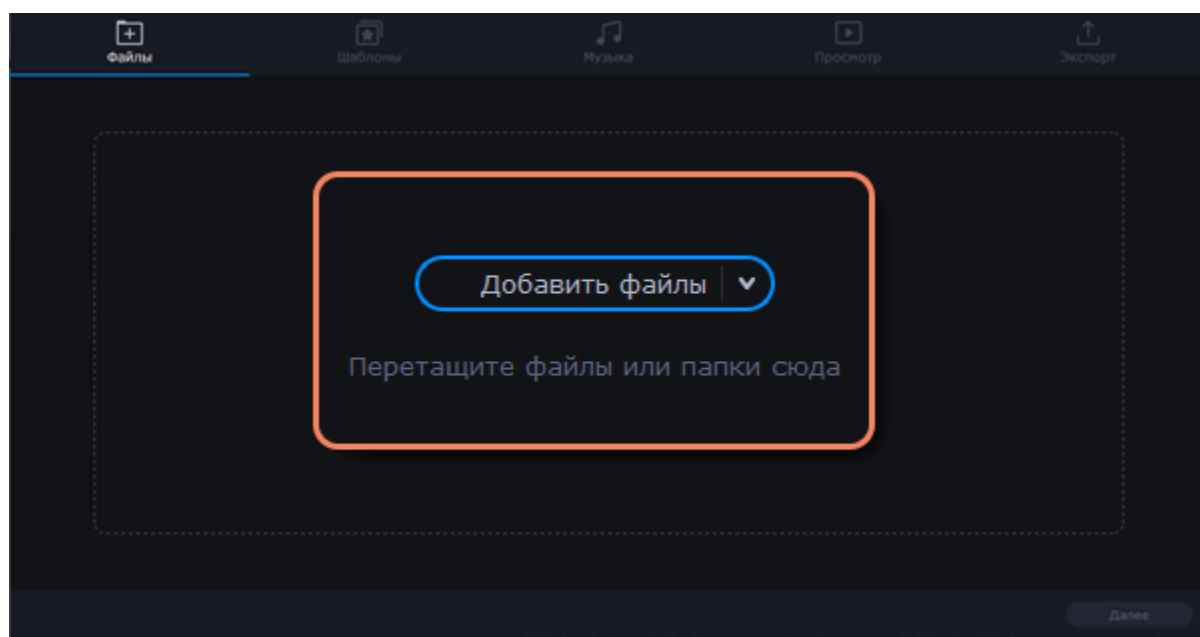 Файлы
Шаблоны
Музыка
Просмотр
Экспорт
Добавить файлы
Перетащите файлы или папки сюда
Далее